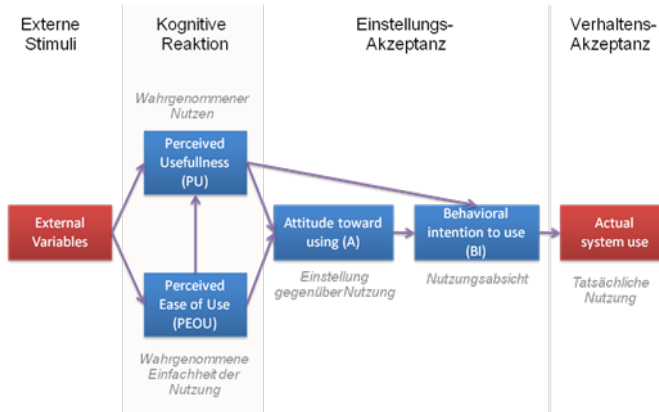 Externe
Stimuli
Kognitive
Reaktion
Einstellungs-
Akzeptanz
Verhaltens-
Akzeptanz
Wahrgenommener
Nutzen
Perceived
Usefullness
(PU)
External
Variables
Attitude toward
using (A)
Behavioral
intention to use
(BI)
Actual
system use
Einstellung
gegenüber Nutzung
Nutzungsabsicht
Tatsächliche
Nutzung
Perceived
Ease of Use
(PEOU)
Wahrgenommene
Einfachheit der
Nutzung